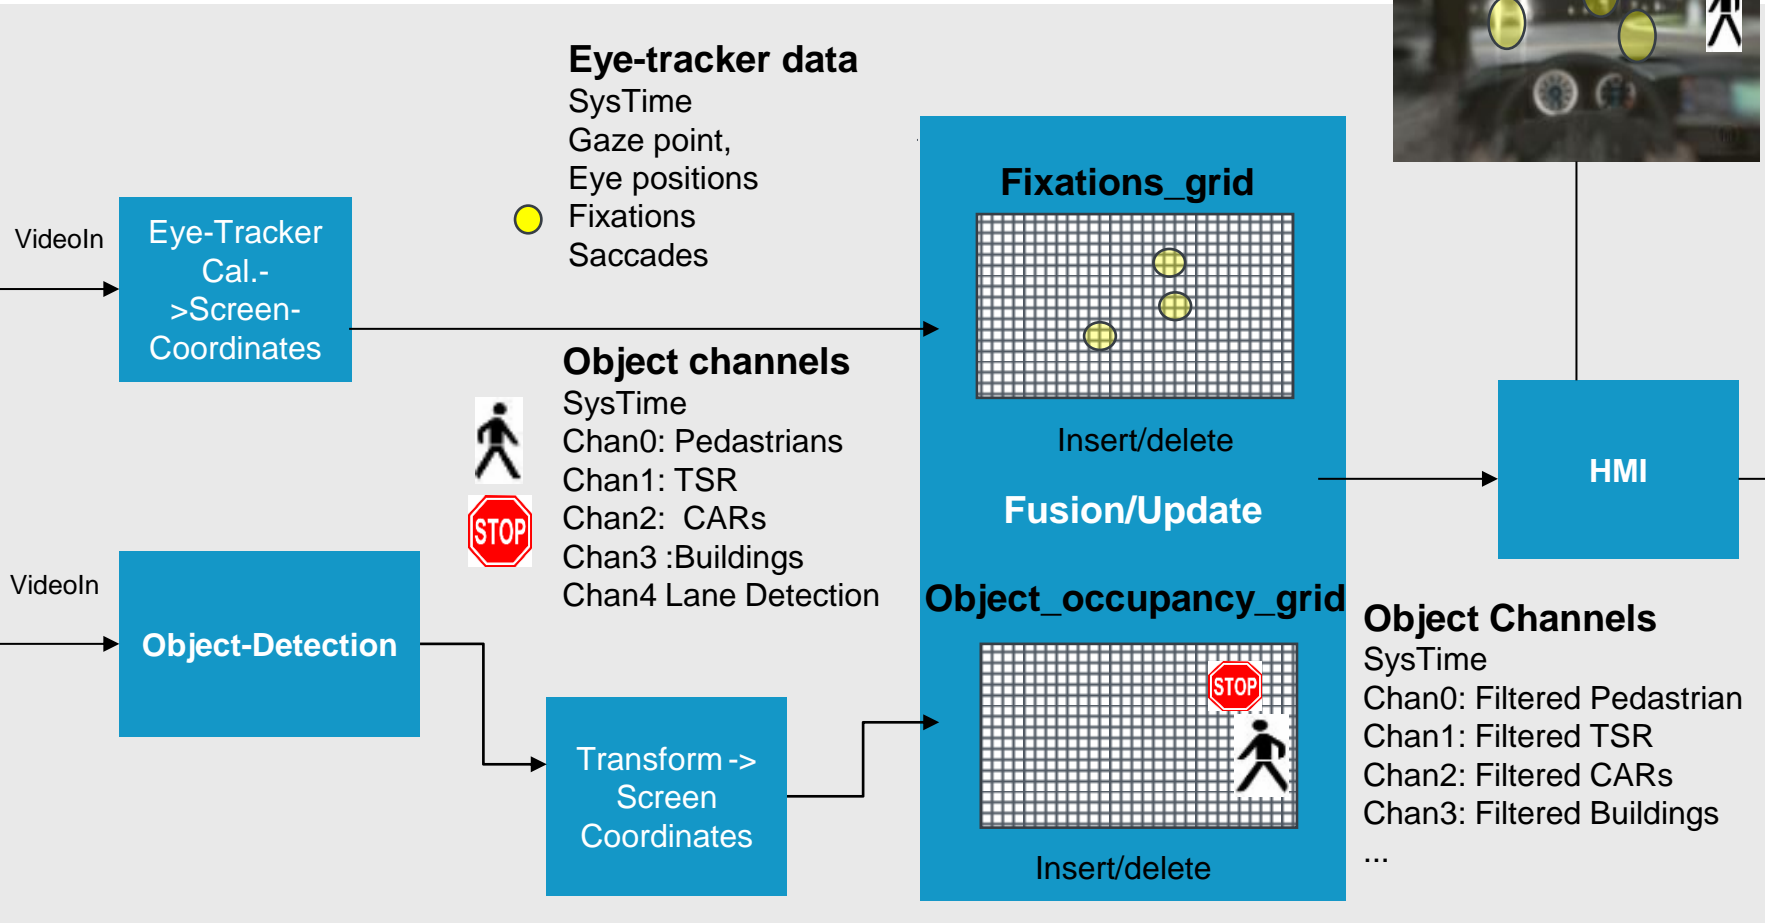 Eye-tracker data
SysTime
Gaze point,
Eye positions
Fixations
Saccades
VideoIn
Eye-Tracker
Cal.-
>Screen-
Coordinates
Object channels
SysTime
Chan0: Pedastrians
Chan1: TSR
Chan2:  CARs
Chan3 :Buildings
Chan4 Lane Detection
STOP
VideoIn
Object-Detection
Transform ->
Screen
Coordinates
Fixations_grid
Insert/delete
Fusion/Update
Object_occupancy_grid
STOP
Insert/delete
HMI
Object Channels
SysTime
Chan0: Filtered Pedastrian
Chan1: Filtered TSR
Chan2: Filtered CARs
Chan3: Filtered Buildings
...